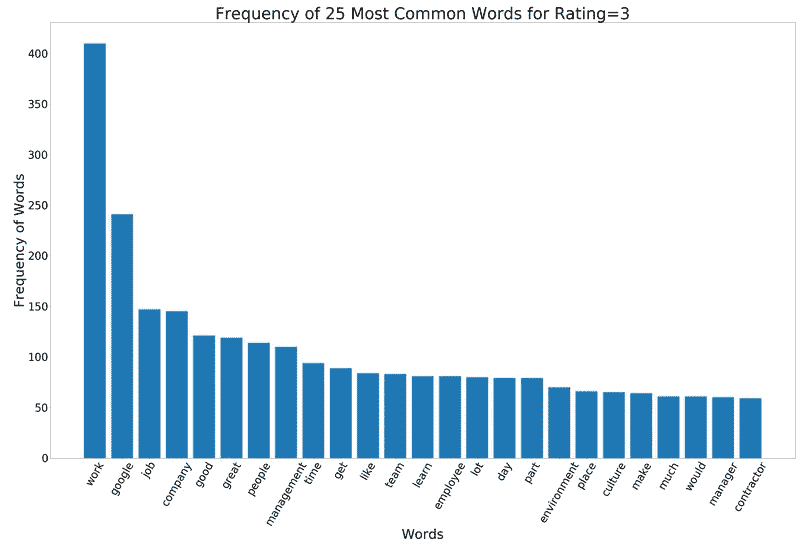 Frequency of 25 Most Common Words for Rating=3
Frequency of Words
400
350
300
250
200
150
100
50
0
work
google
job
company
good
great
people
management
time
get
like
team
learn
employee
lot
day
part
environment
place
culture
make
much
would
manager
contractor
Words